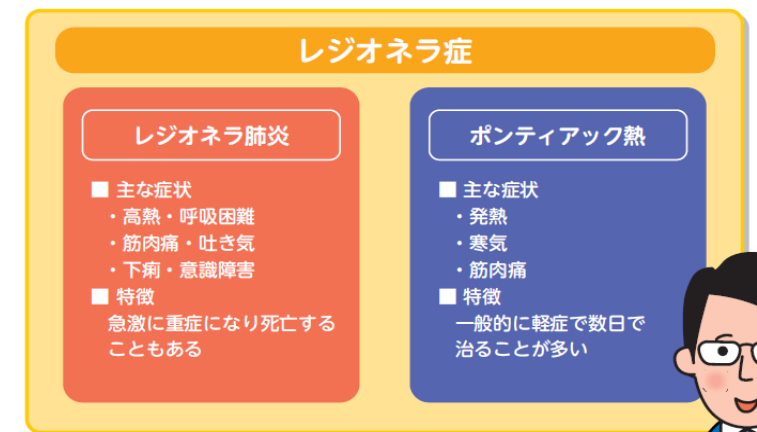 レジオネラ症
レジオネラ肺炎
■ 主な症状
・高熱・呼吸困難
・筋肉痛・吐き気
・下痢・意識障害
■ 特徴
急激に重症になり死亡する
こともある
ポンティアック熱
■ 主な症状
・発熱
・寒気
・筋肉痛
■ 特徴
一般的に軽症で数日で
治ることが多い